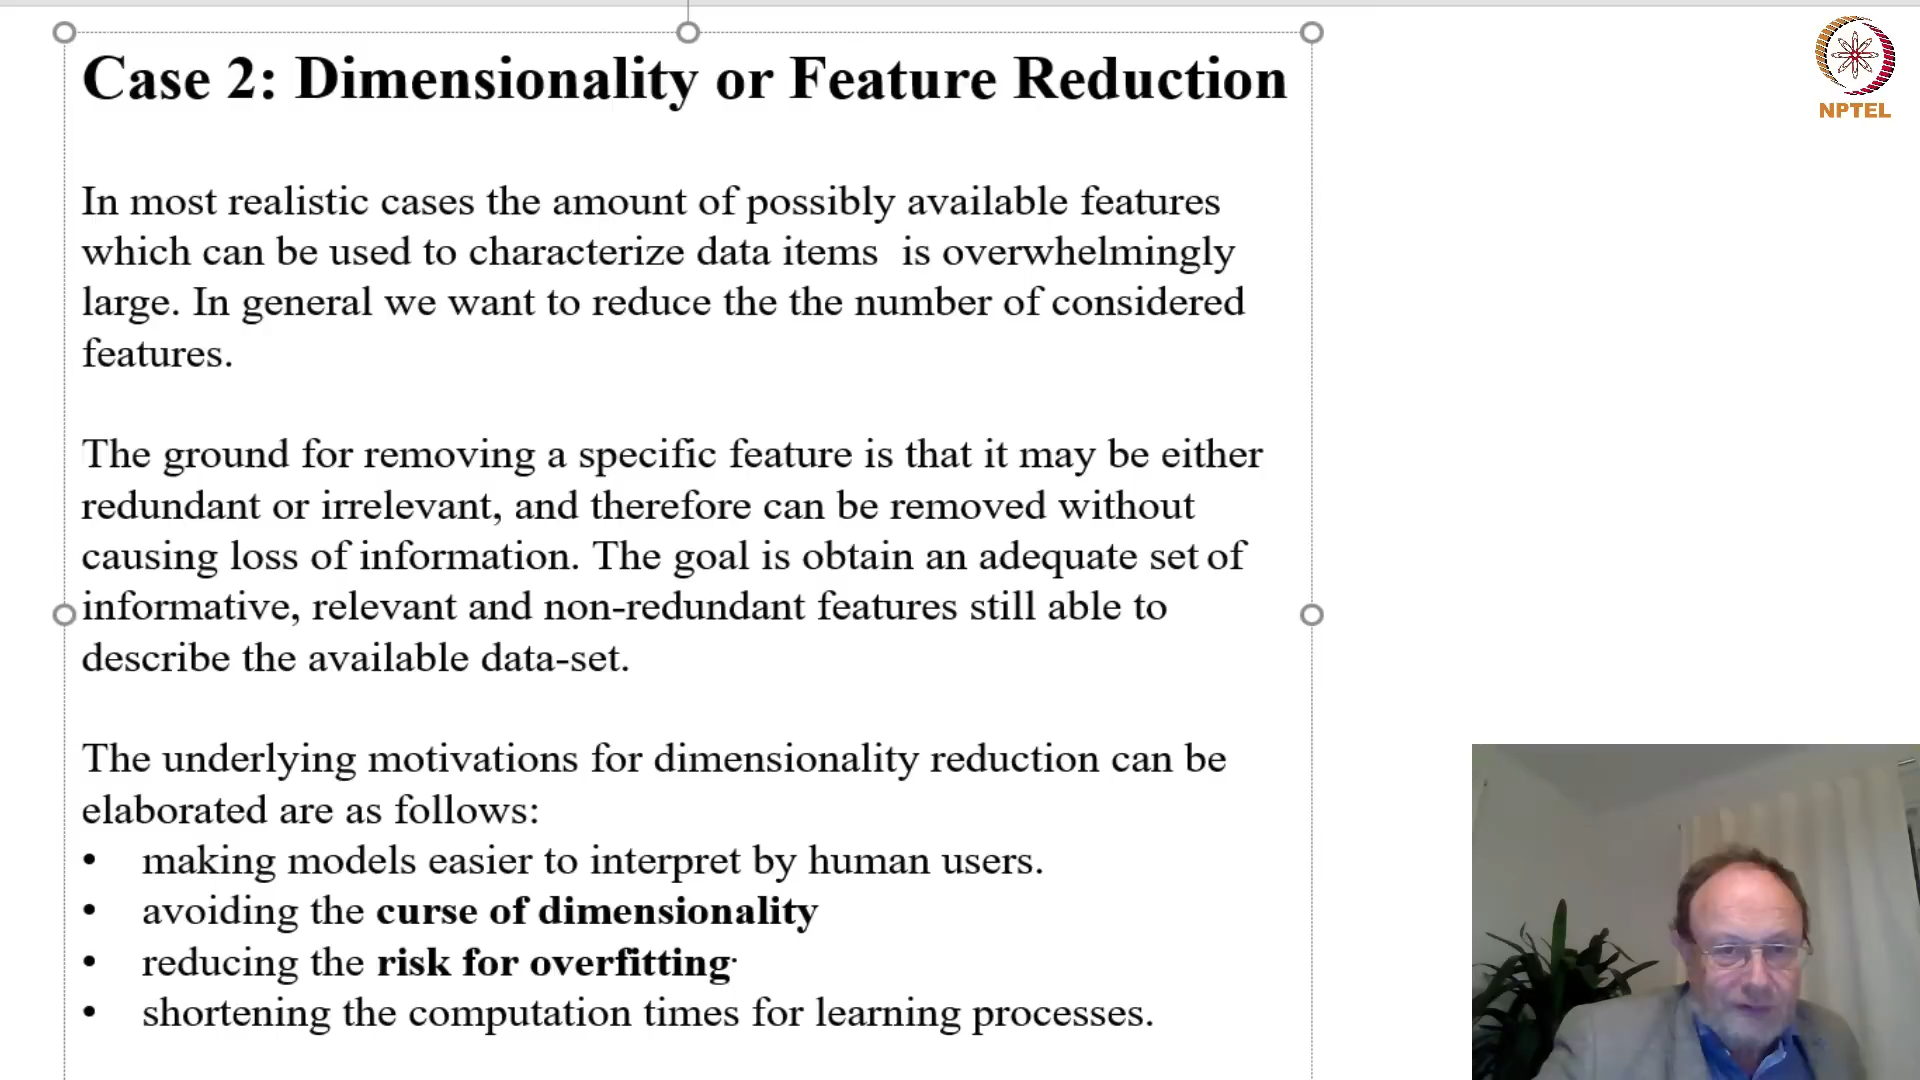 Case 2: Dimensionality or Feature Reduction
NPTEL
In most realistic cases the amount of possibly available features
which can be used to characterize data items is overwhelmingly
large. In general we want to reduce the the number of considered
features.
The ground for removing a specific feature is that it may be either
redundant or irrelevant, and therefore can be removed without
causing loss of information. The goal is obtain an adequate set of
informative, relevant and non-redundant features still able to
describe the available data-set.
The underlying motivations for dimensionality reduction can be
elaborated are as follows:
• making models easier to interpret by human users.
• avoiding the curse of dimensionality
• reducing the risk for overfitting.
• shortening the computation times for learning processes.